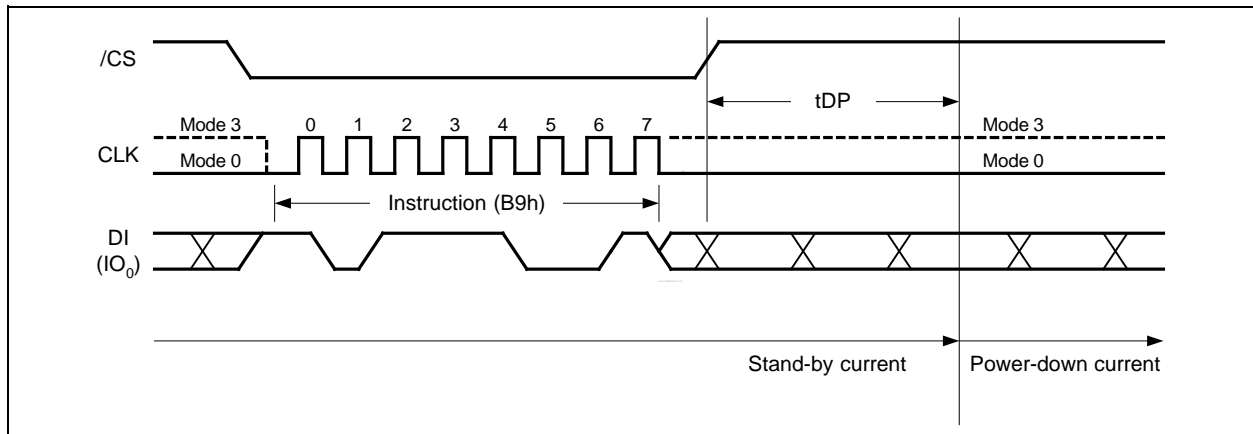 /CS
tDP
Mode 3 0 1 2 3 4 5 6 7 Mode 3
CLK
Mode 0 Mode 0
Instruction (B9h)
DI
(IO0)
Stand-by current Power-down current